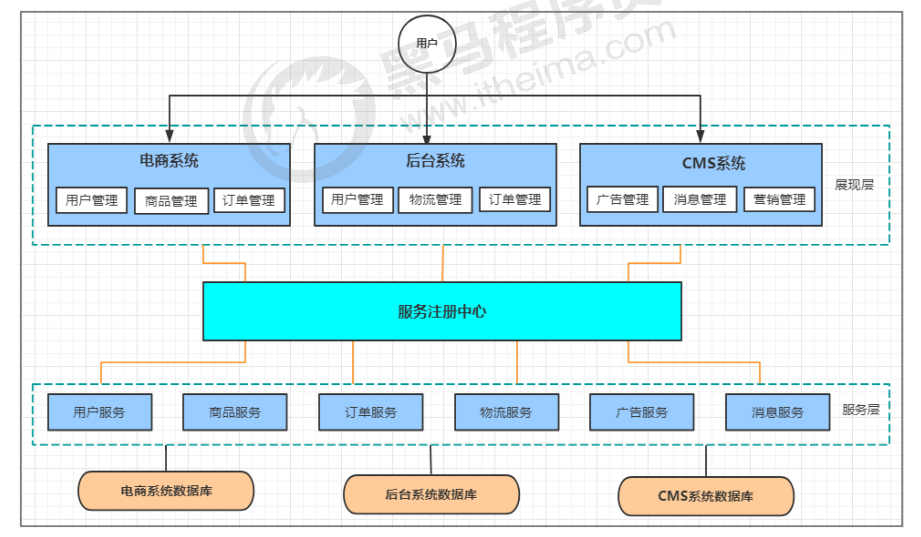 用户
黑马程序员
www.itheima.com
电商系统
用户管理
商品管理
订单管理
后台系统
用户管理
物流管理
订单管理
CMS系统
广告管理
消息管理
营销管理
展现层
服务注册中心
用户服务
商品服务
订单服务
物流服务
广告服务
消息服务
服务层
电商系统数据库
后台系统数据库
CMS系统数据库